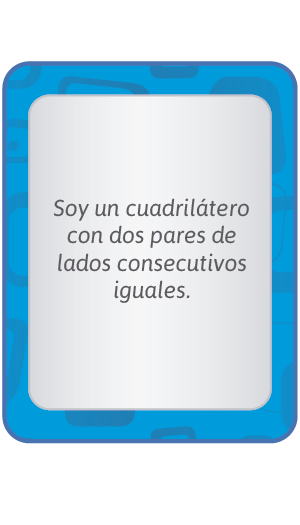 Soy un cuadrilátero
con dos pares de
lados consecutivos
iguales.